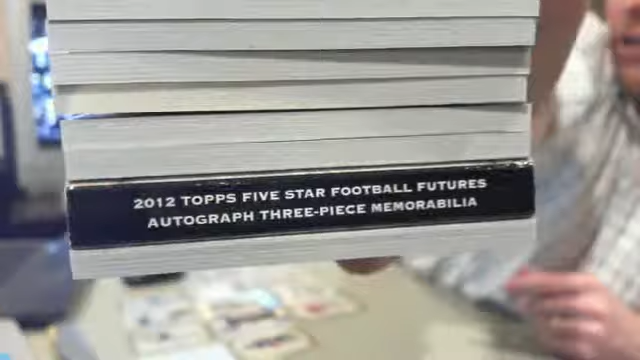 2012 TOPPS FIVE STAR FOOTBALL FUTURES
AUTOGRAPH THREE-PIECE MEMORABILIA